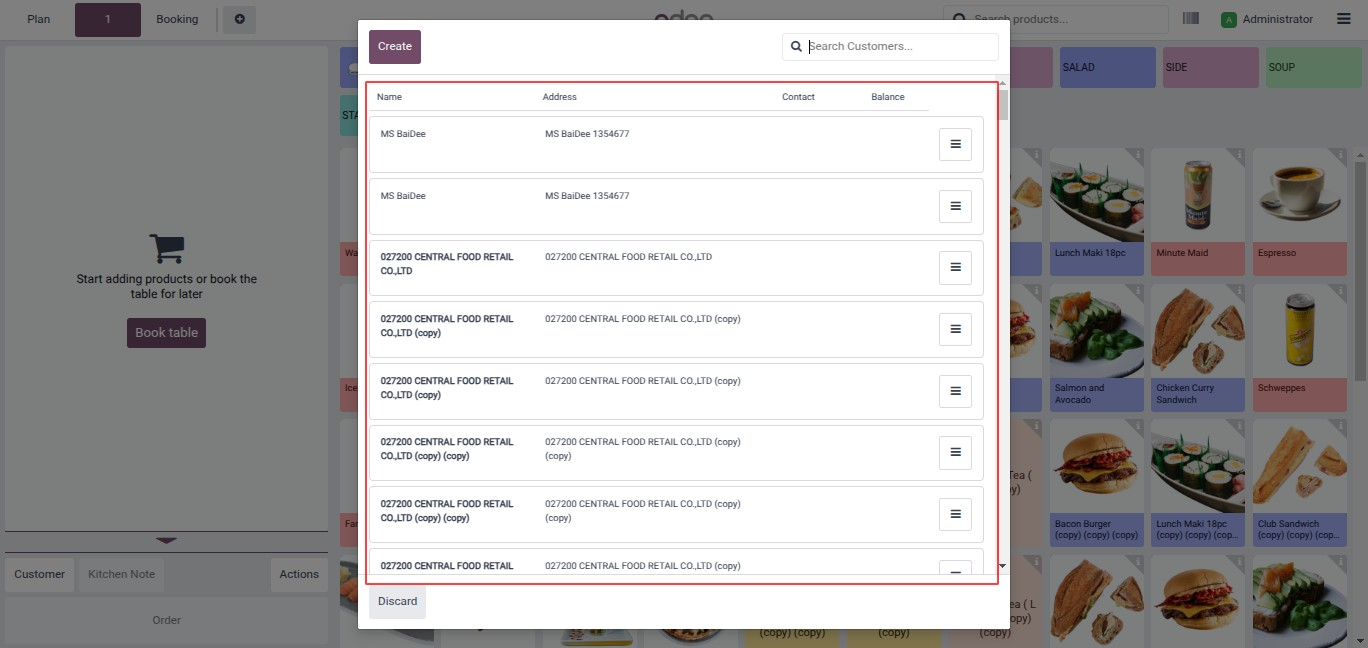 Plan
1
Booking
odoo
Search products...
A
Administrator
Create
Search Customers...
SALAD
SIDE
SOUP
STA
Name
Address
Contact
Balance
MS BaiDee
MS BaiDee 1354677
MS BaiDee
MS BaiDee 1354677
027200 CENTRAL FOOD RETAIL
CO.,LTD
027200 CENTRAL FOOD RETAIL CO.,LTD
027200 CENTRAL FOOD RETAIL
CO.,LTD (copy)
027200 CENTRAL FOOD RETAIL CO.,LTD (copy)
027200 CENTRAL FOOD RETAIL
CO.,LTD (copy)
027200 CENTRAL FOOD RETAIL CO.,LTD (copy)
027200 CENTRAL FOOD RETAIL
CO.,LTD (copy) (copy)
027200 CENTRAL FOOD RETAIL CO.,LTD (copy)
(copy)
027200 CENTRAL FOOD RETAIL
CO.,LTD (copy) (copy)
027200 CENTRAL FOOD RETAIL CO.,LTD (copy)
(copy)
027200 CENTRAL FOOD RETAIL
027200 CENTRAL FOOD RETAIL CO.,LTD (copy)
Discard
Start adding products or book the
table for later
Book table
Customer
Kitchen Note
Actions
Order
Wa
Lunch Maki 18pc
Minute Maid
Espresso
Ice
Salmon and
Avocado
Chicken Curry
Sandwich
Schweppes
Fan
Tea (
Bacon Burger
(copy) (copy) (copy)
Lunch Maki 18pc
(copy) (copy) (cop...
Club Sandwich
(copy) (copy) (cop...
ea ( L
(copy) (copy)
(copy)
(copy)